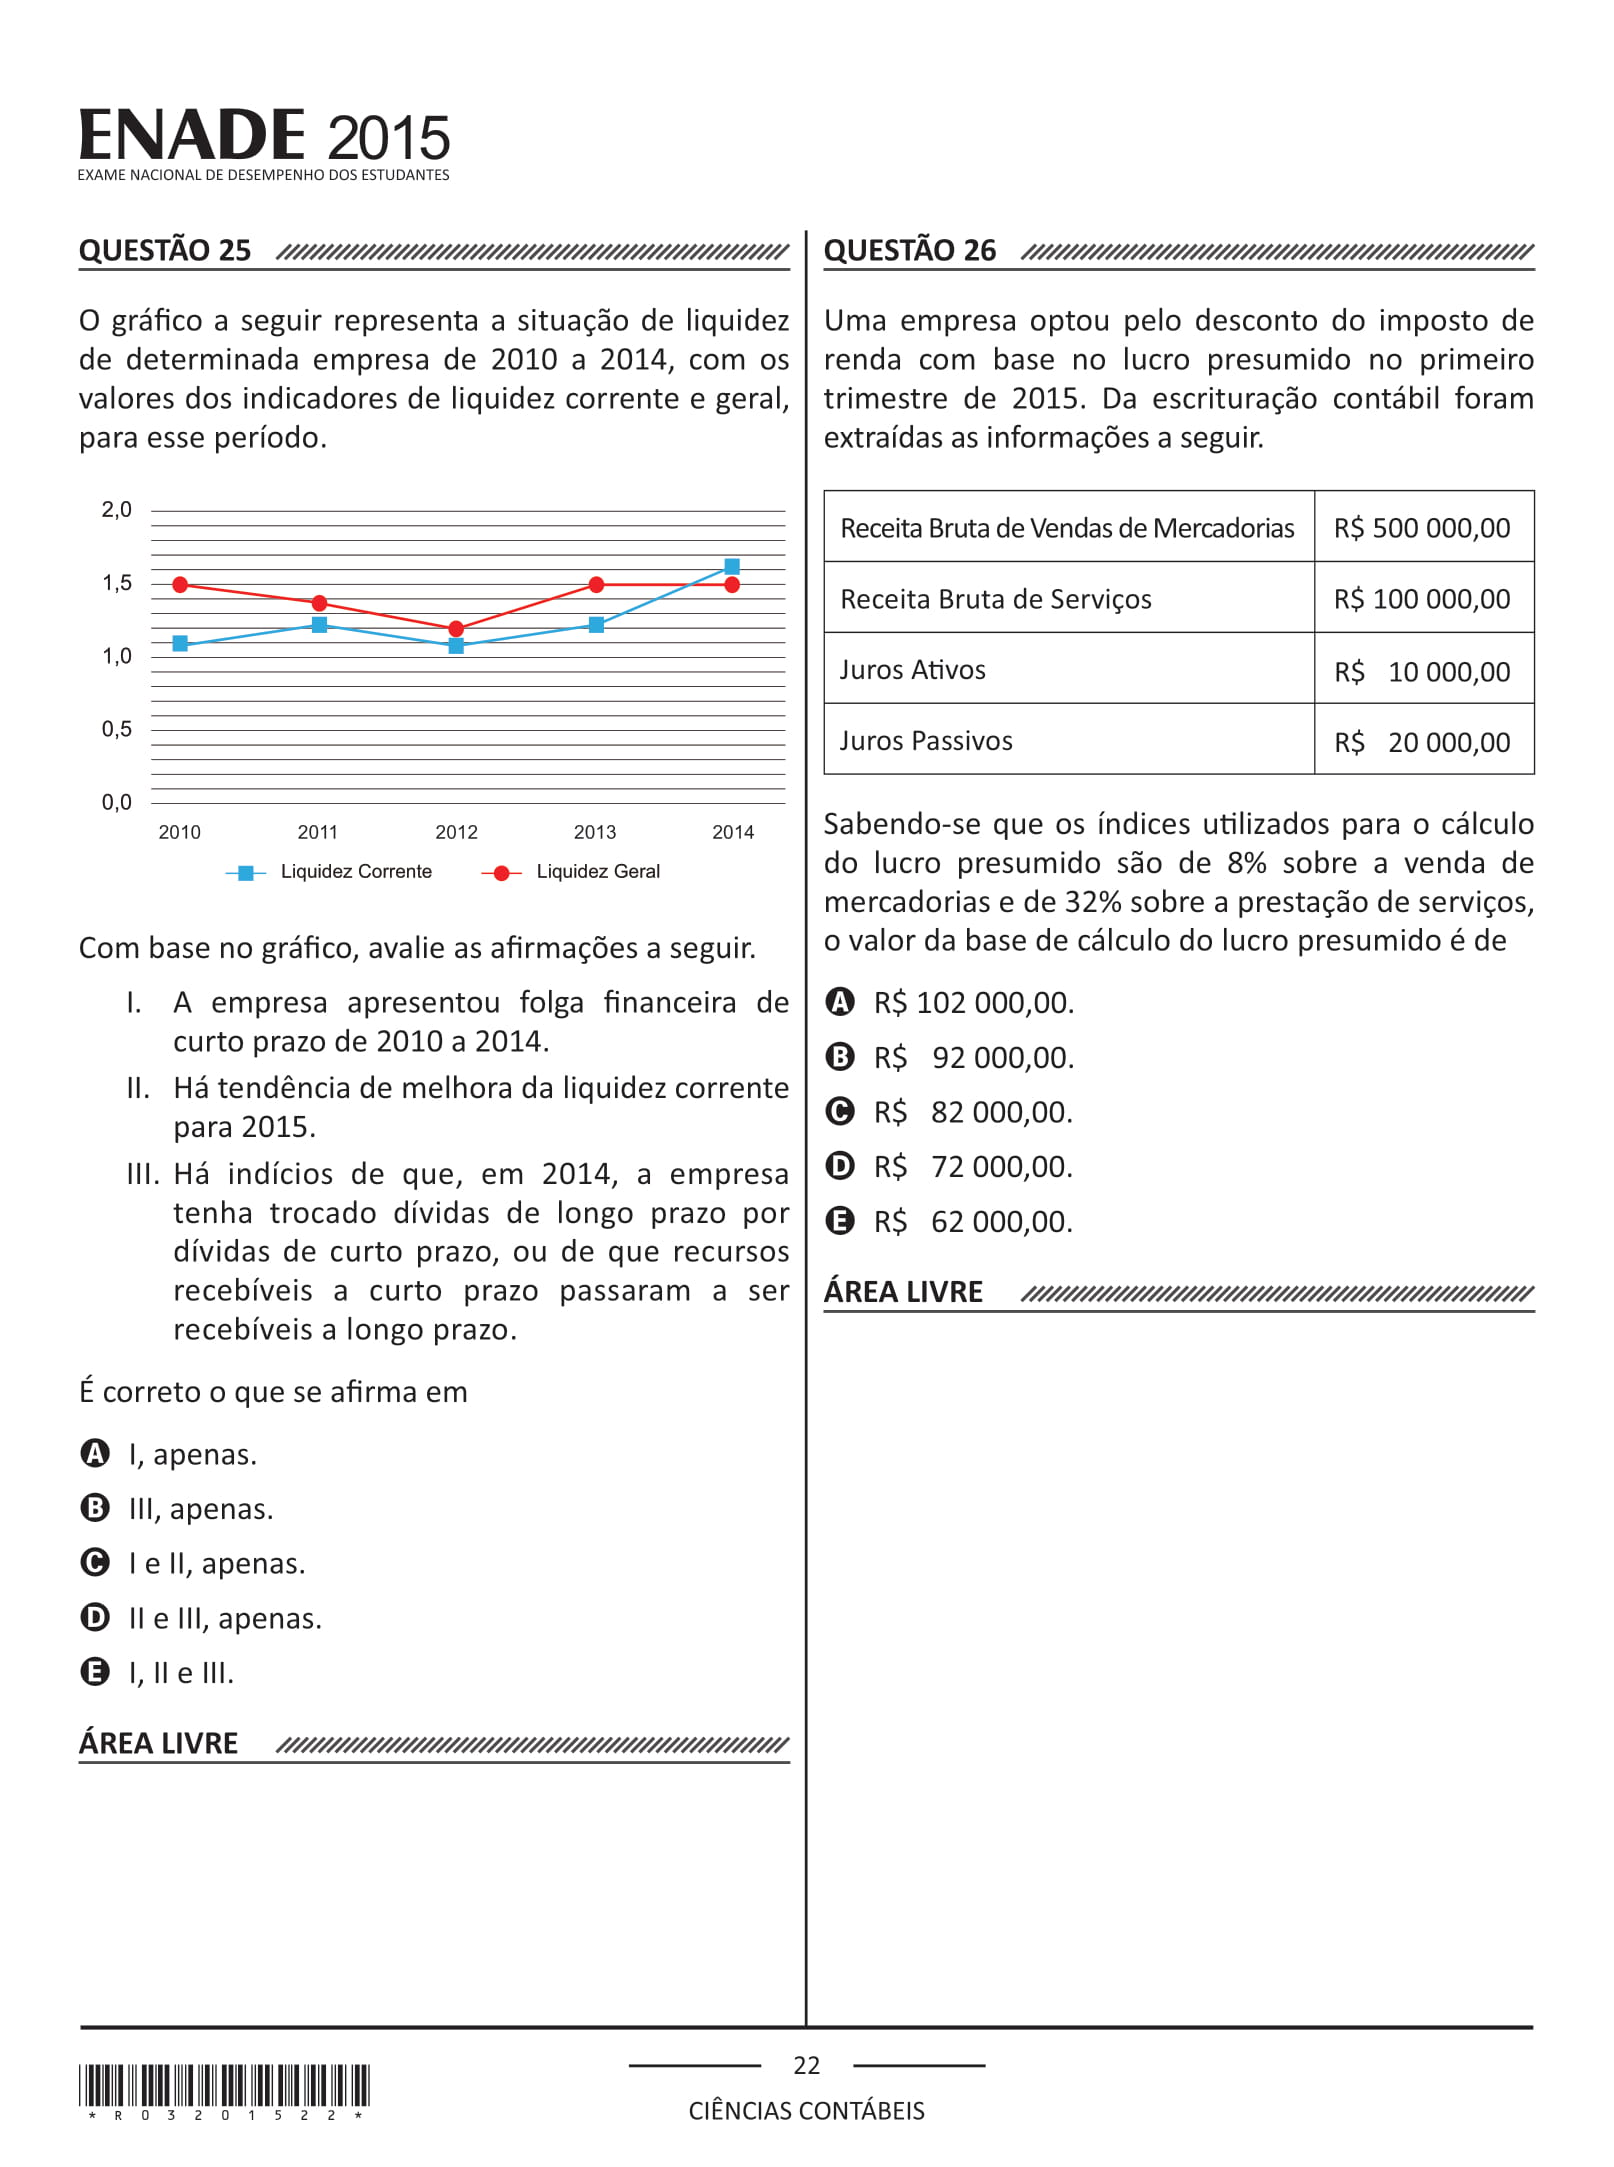 ENADE 2015
EXAME NACIONAL DE DESEMPENHO DOS ESTUDANTES
QUESTÃO 25
O gráfico a seguir representa a situação de liquidez
de determinada empresa de 2010 a 2014, com os
valores dos indicadores de liquidez corrente e geral,
para esse período.
2,0
1,5
1,0
0,5
0,0
2010 2011 2012 2013 2014
Liquidez Corrente Liquidez Geral
Com base no gráfico, avalie as afirmações a seguir.
I. A empresa apresentou folga financeira de
curto prazo de 2010 a 2014.
II. Há tendência de melhora da liquidez corrente
para 2015.
III. Há indícios de que, em 2014, a empresa
tenha trocado dívidas de longo prazo por
dívidas de curto prazo, ou de que recursos
recebíveis a curto prazo passaram a ser
recebíveis a longo prazo.
É correto o que se afirma em
A I, apenas.
B III, apenas.
C I e II, apenas.
D II e III, apenas.
E I, II e III.
ÁREA LIVRE
QUESTÃO 26
Uma empresa optou pelo desconto do imposto de
renda com base no lucro presumido no primeiro
trimestre de 2015. Da escrituração contábil foram
extraídas as informações a seguir.
Receita Bruta de Vendas de Mercadorias R$ 500 000,00
Receita Bruta de Serviços R$ 100 000,00
Juros Ativos R$ 10 000,00
Juros Passivos R$ 20 000,00
Sabendo-se que os índices utilizados para o cálculo
do lucro presumido são de 8% sobre a venda de
mercadorias e de 32% sobre a prestação de serviços,
o valor da base de cálculo do lucro presumido é de
A R$ 102 000,00.
B R$ 92 000,00.
C R$ 82 000,00.
D R$ 72 000,00.
E R$ 62 000,00.
ÁREA LIVRE
*R03201522*
22
CIÊNCIAS CONTÁBEIS